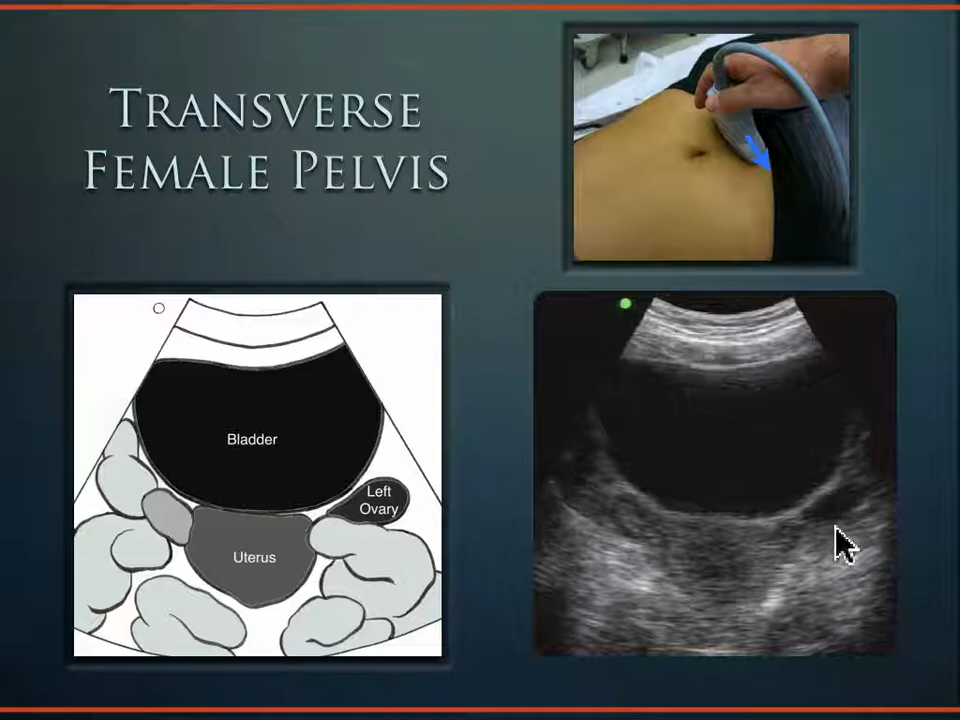 TRANSVERSE
FEMALE PELVIS
Bladder
Left
Ovary
Uterus